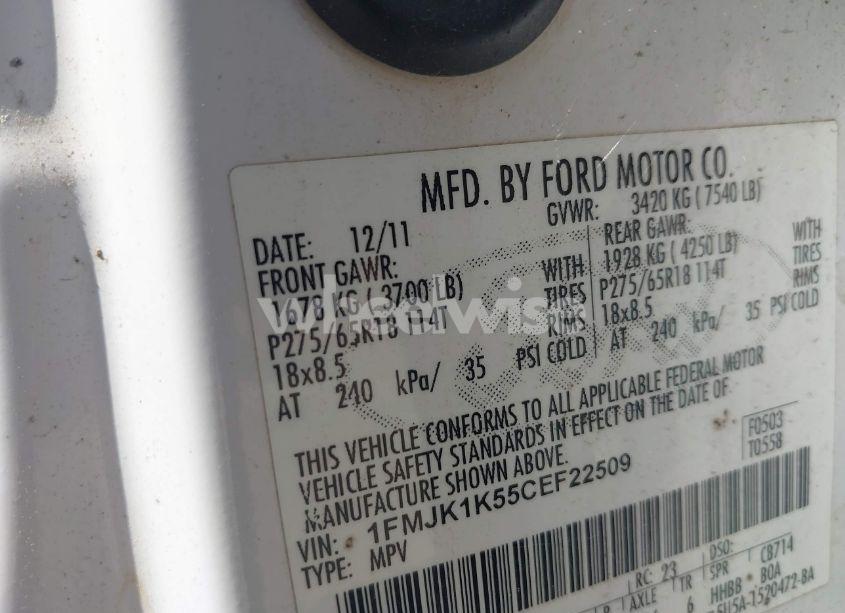 MFD. BY FORD MOTOR CO.
DATE: 12/11
GVWR: 3420 KG ( 7540 LB)
FRONT GAWR:
1678 KG ( 3700 LB) WITH
P275/65R18 114T TIRES
18x8.5 RIMS
AT 240 kPa/ 35 PSI COLD
REAR GAWR: WITH
1928 KG ( 4250 LB) TIRES
P275/65R18 114T RIMS
18x8.5
AT 240 kPa/ 35 PSI COLD
THIS VEHICLE CONFORMS TO ALL APPLICABLE FEDERAL MOTOR
VEHICLE SAFETY STANDARDS IN EFFECT ON THE DATE OF
MANUFACTURE SHOWN ABOVE.
F0503
T0558
VIN: 1FMJK1K55CEF22509
TYPE: MPV
RC: 23 DSO:
AXLE TR SPR CB714
6 HHBB BOA